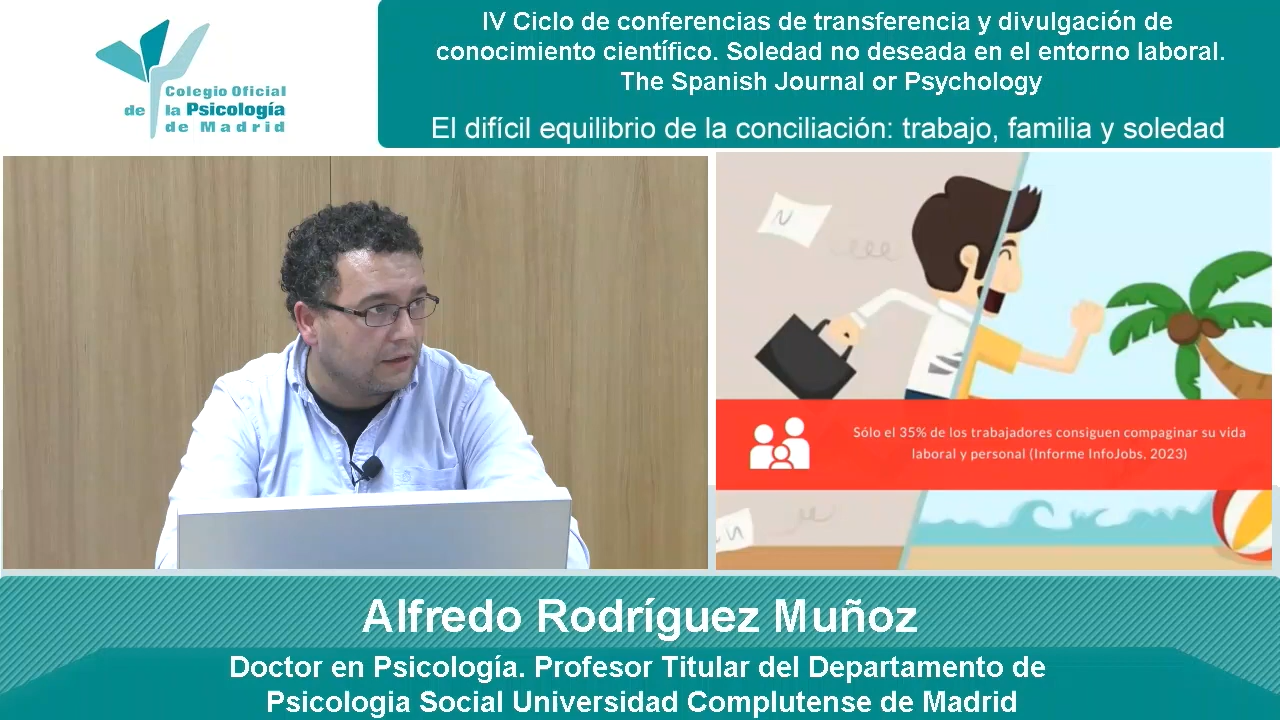 Colegio Oficial
de la Psicología
de Madrid
IV Ciclo de conferencias de transferencia y divulgación de
conocimiento científico. Soledad no deseada en el entorno laboral.
The Spanish Journal or Psychology
El difícil equilibrio de la conciliación: trabajo, familia y soledad
Sólo el 35% de los trabajadores consiguen compaginar su vida
laboral y personal (Informe InfoJobs, 2023)
Alfredo Rodríguez Muñoz
Doctor en Psicología. Profesor Titular del Departamento de
Psicologia Social Universidad Complutense de Madrid